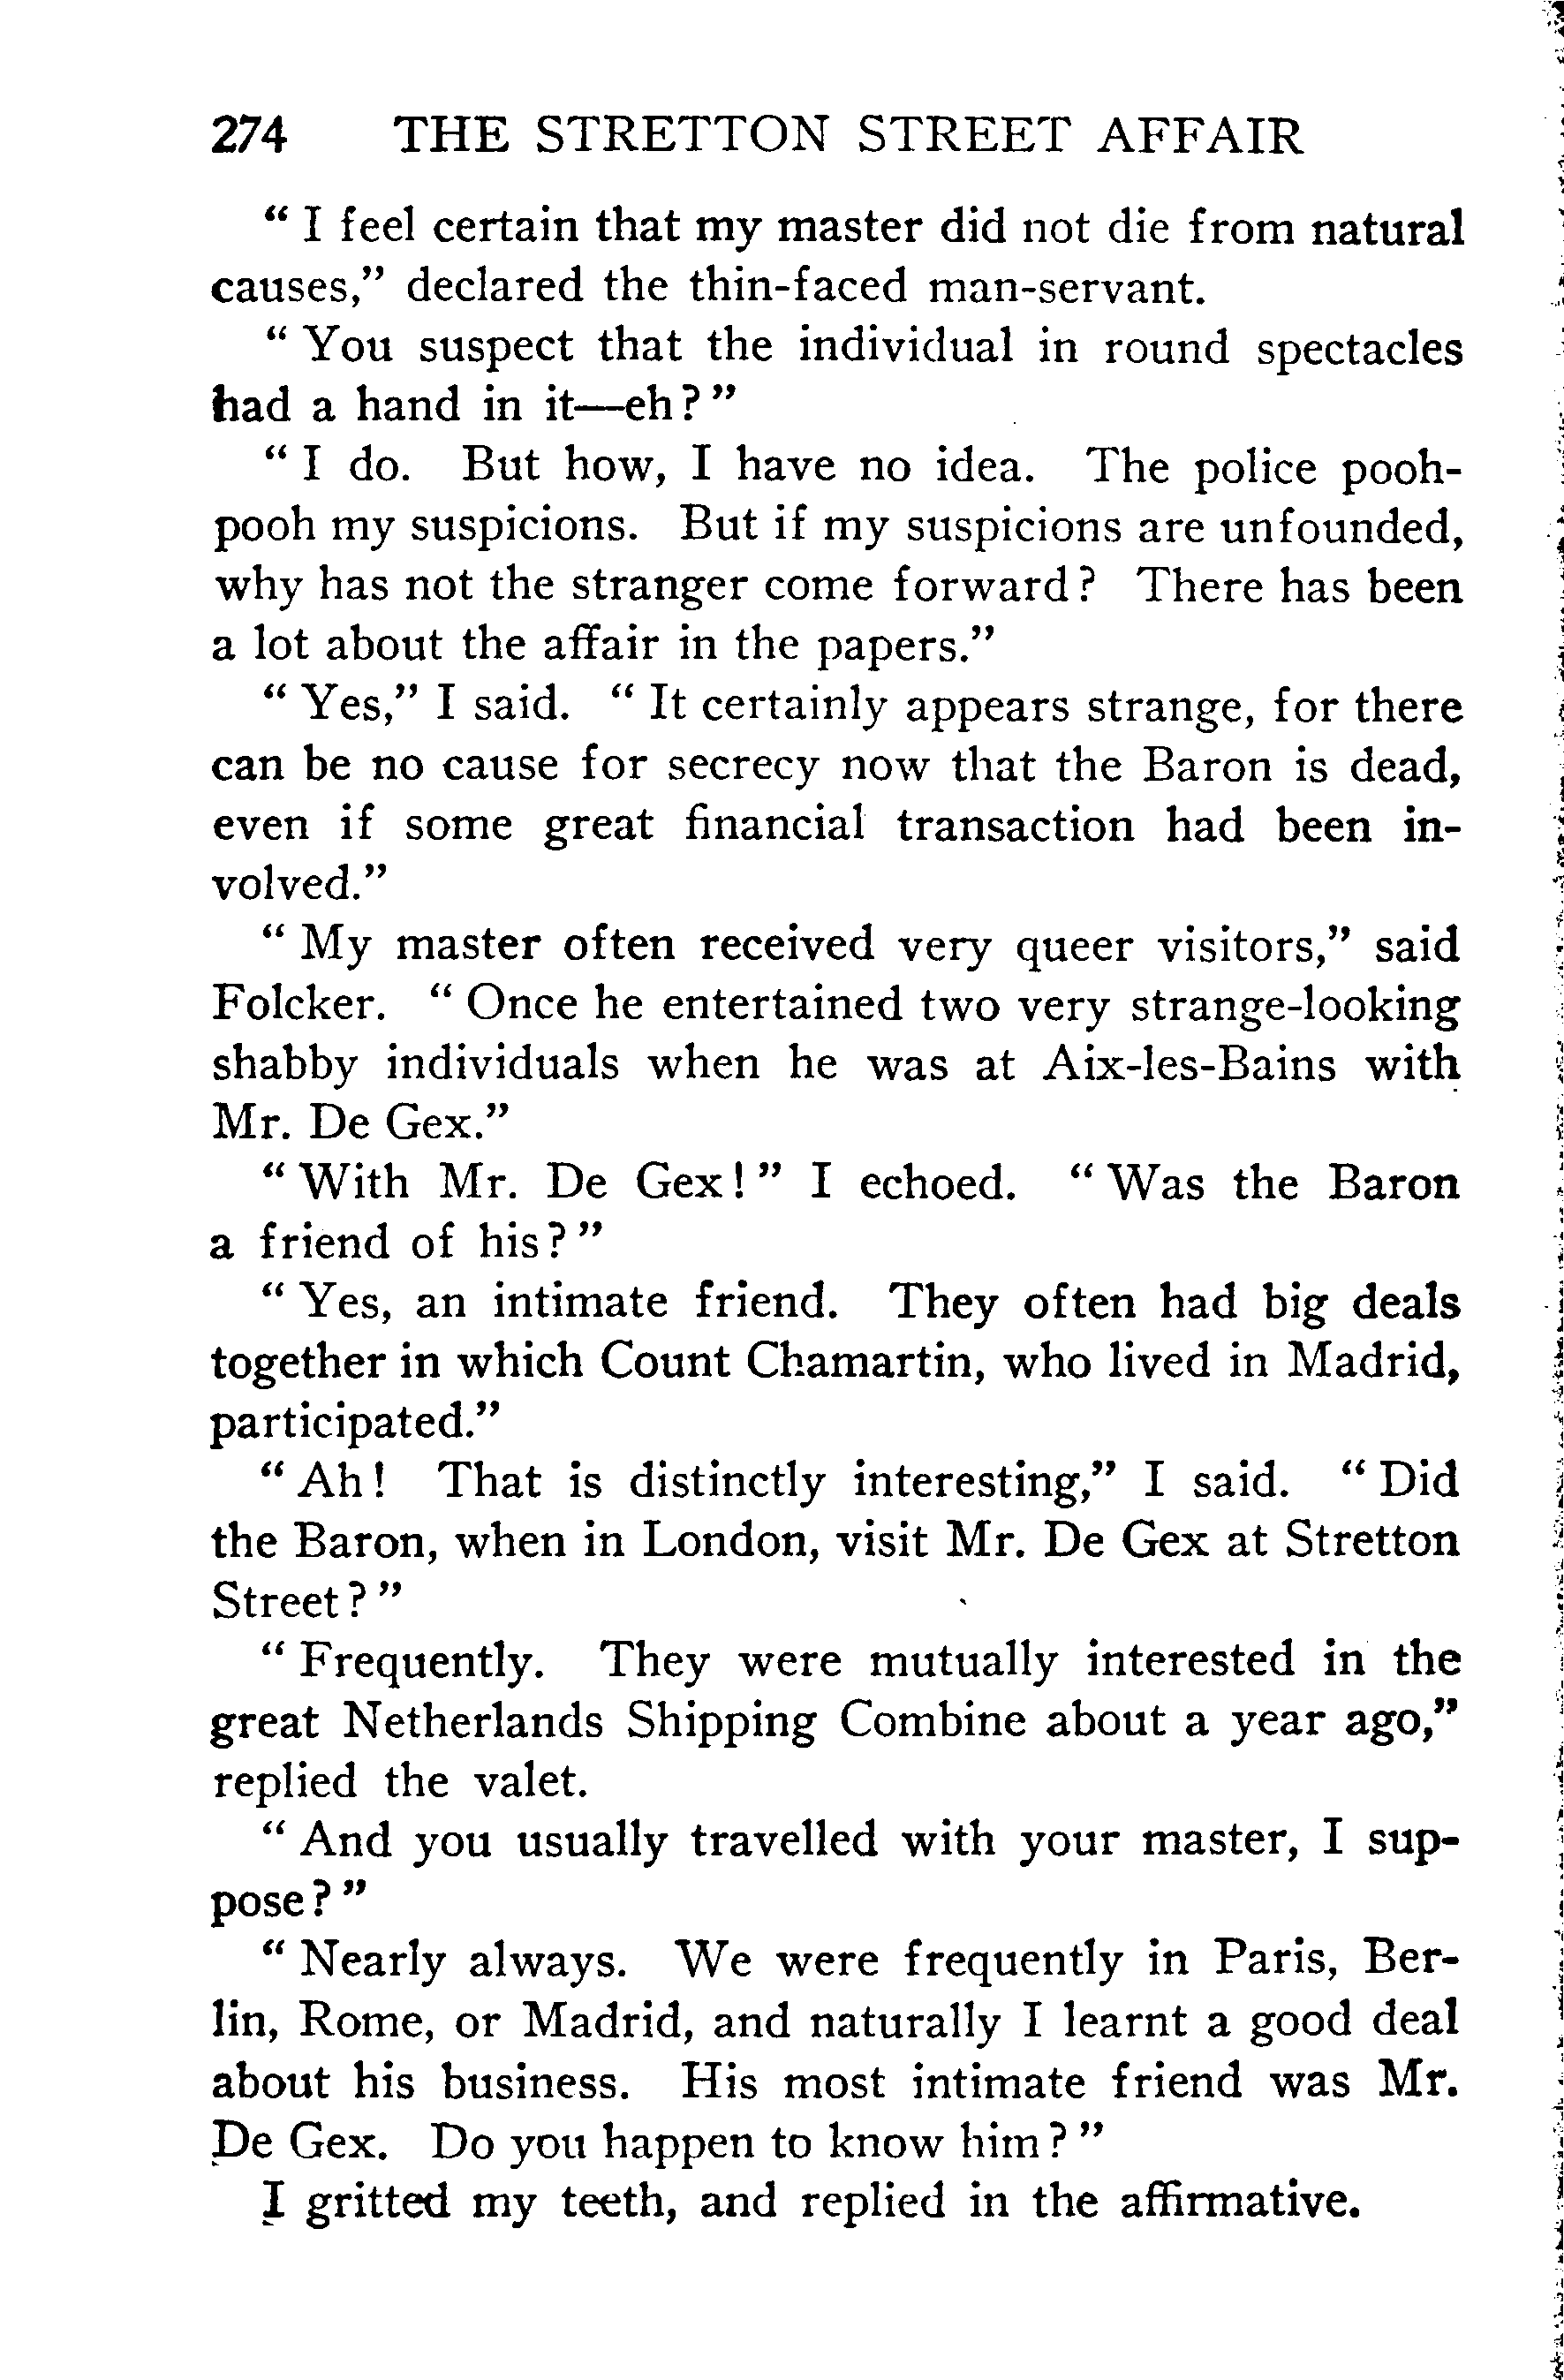 274 THE STRETTON STREET AFFAIR
“ I feel certain that my master did not die from natural
causes,” declared the thin-faced man-servant.
“ You suspect that the individual in round spectacles
had a hand in it—eh? ”
“ I do. But how, I have no idea. The police pooh-
pooh my suspicions. But if my suspicions are unfounded,
why has not the stranger come forward? There has been
a lot about the affair in the papers.”
“ Yes,” I said. “ It certainly appears strange, for there
can be no cause for secrecy now that the Baron is dead,
even if some great financial transaction had been in-
volved.”
“ My master often received very queer visitors,” said
Folcker. “ Once he entertained two very strange-looking
shabby individuals when he was at Aix-les-Bains with
Mr. De Gex.”
“ With Mr. De Gex! ” I echoed. “ Was the Baron
a friend of his? ”
“ Yes, an intimate friend. They often had big deals
together in which Count Chamartin, who lived in Madrid,
participated.”
“ Ah! That is distinctly interesting,” I said. “ Did
the Baron, when in London, visit Mr. De Gex at Stretton
Street? ”
“ Frequently. They were mutually interested in the
great Netherlands Shipping Combine about a year ago,”
replied the valet.
“ And you usually travelled with your master, I sup-
pose? ”
“ Nearly always. We were frequently in Paris, Ber-
lin, Rome, or Madrid, and naturally I learnt a good deal
about his business. His most intimate friend was Mr.
De Gex. Do you happen to know him? ”
I gritted my teeth, and replied in the affirmative.